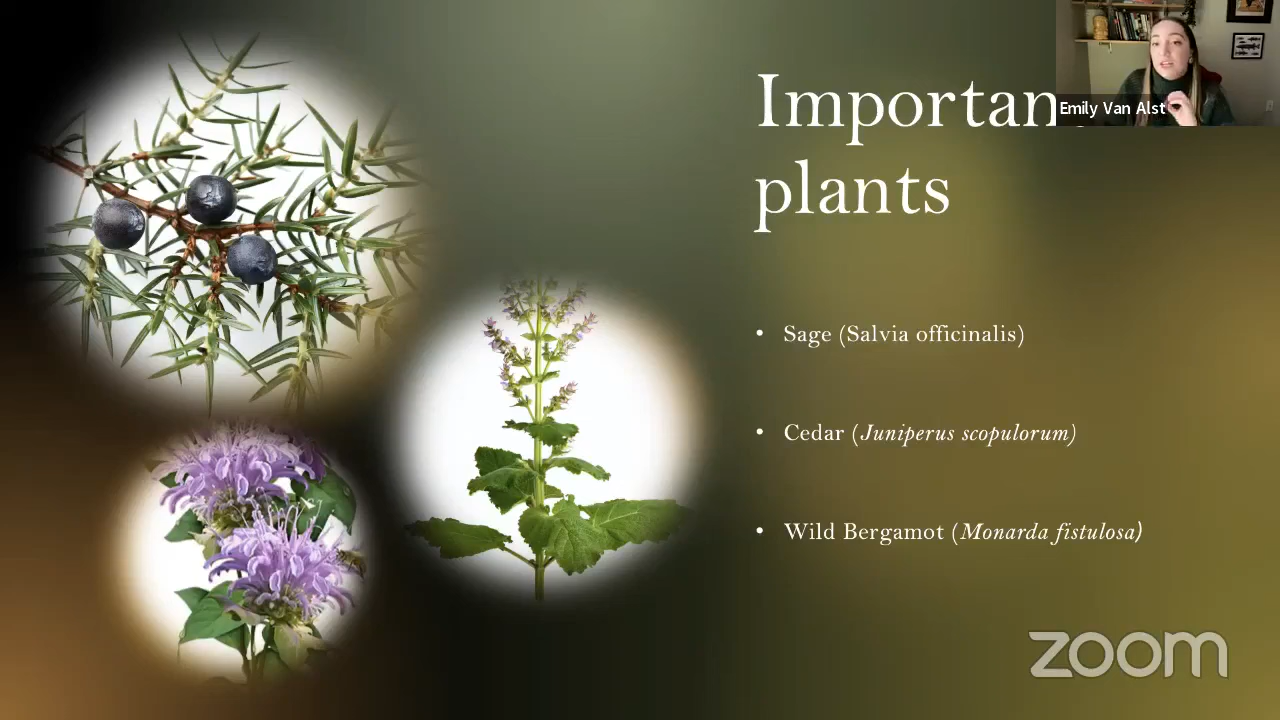 Importan
plants
Emily Van Alst
• Sage (Salvia officinalis)
• Cedar (Juniperus scopulorum)
• Wild Bergamot (Monarda fistulosa)
zoom